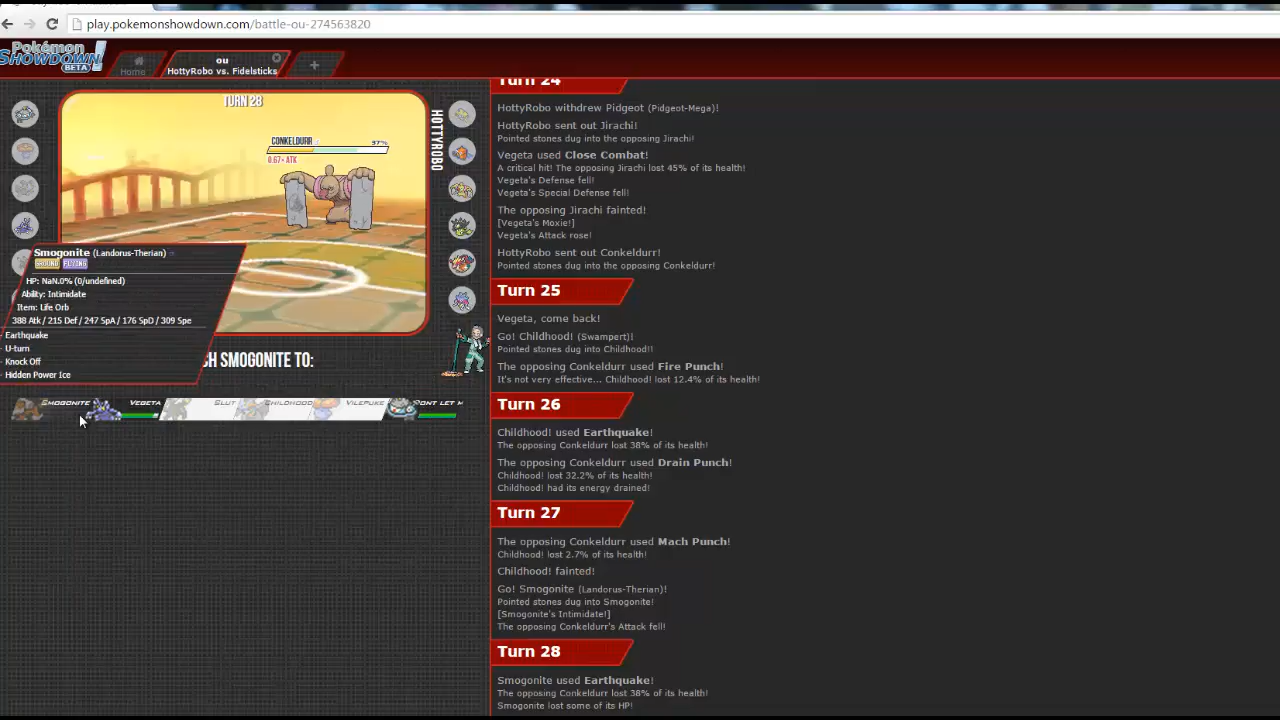 play.pokemonshowdown.com/battle-ou-274563820
Pokémon
SHOWDOWN!
BETA
Home
ou
HottyRobo vs. Fidelsticks
+
TURN 28
HOTTYROBO
CONKELDURR
37%
0.67× ATK
Smogonite (Landorus-Therian)
GROUND FLYING
HP: NaN.0% (0/undefined)
Ability: Intimidate
Item: Life Orb
388 Atk / 215 Def / 247 SpA / 176 SpD / 309 Spe
- Earthquake
- U-turn
- Knock Off
- Hidden Power Ice
CH SMOGONITE TO:
SMOGONITE VEGETA SLUT CHILDHOOD! VILEPUKE DONT LET M
Turn 24
HottyRobo withdrew Pidgeot (Pidgeot-Mega)!
HottyRobo sent out Jirachi!
Pointed stones dug into the opposing Jirachi!
Vegeta used Close Combat!
A critical hit! The opposing Jirachi lost 45% of its health!
Vegeta's Defense fell!
Vegeta's Special Defense fell!
The opposing Jirachi fainted!
[Vegeta's Moxie!]
Vegeta's Attack rose!
HottyRobo sent out Conkeldurr!
Pointed stones dug into the opposing Conkeldurr!
Turn 25
Vegeta, come back!
Go! Childhood! (Swampert)!
Pointed stones dug into Childhood!!
The opposing Conkeldurr used Fire Punch!
It's not very effective... Childhood! lost 12.4% of its health!
Turn 26
Childhood! used Earthquake!
The opposing Conkeldurr lost 38% of its health!
The opposing Conkeldurr used Drain Punch!
Childhood! lost 32.2% of its health!
Childhood! had its energy drained!
Turn 27
The opposing Conkeldurr used Mach Punch!
Childhood! lost 2.7% of its health!
Childhood! fainted!
Go! Smogonite (Landorus-Therian)!
Pointed stones dug into Smogonite!
[Smogonite's Intimidate!]
The opposing Conkeldurr's Attack fell!
Turn 28
Smogonite used Earthquake!
The opposing Conkeldurr lost 38% of its health!
Smogonite lost some of its HP!